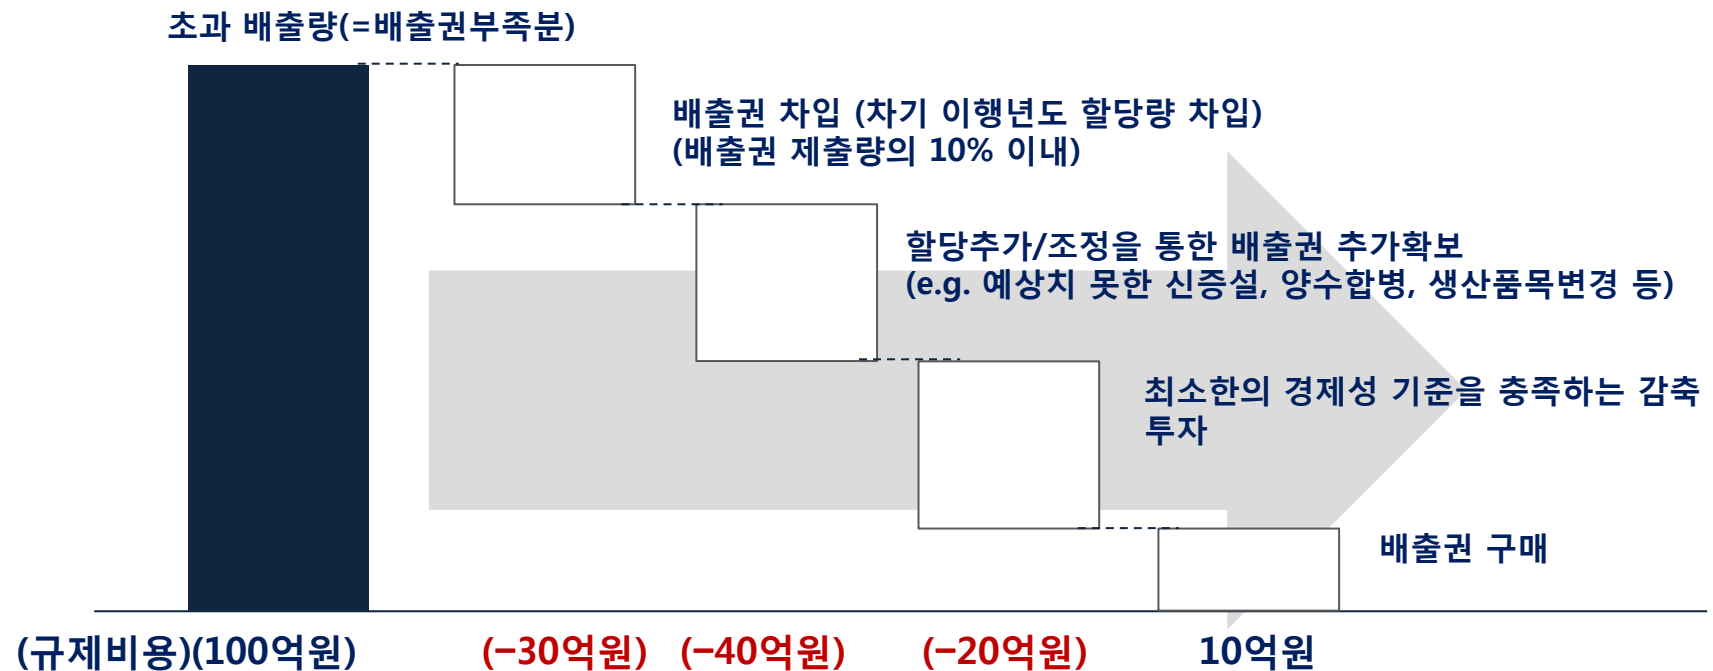 초과 배출량(=배출권부족분)
배출권 차입 (차기 이행년도 할당량 차입)
(배출권 제출량의 10% 이내)
할당추가/조정을 통한 배출권 추가확보
(e.g. 예상치 못한 신증설, 양수합병, 생산품목변경 등)
최소한의 경제성 기준을 충족하는 감축
투자
배출권 구매
(규제비용)(100억원) (−30억원) (−40억원) (−20억원) 10억원